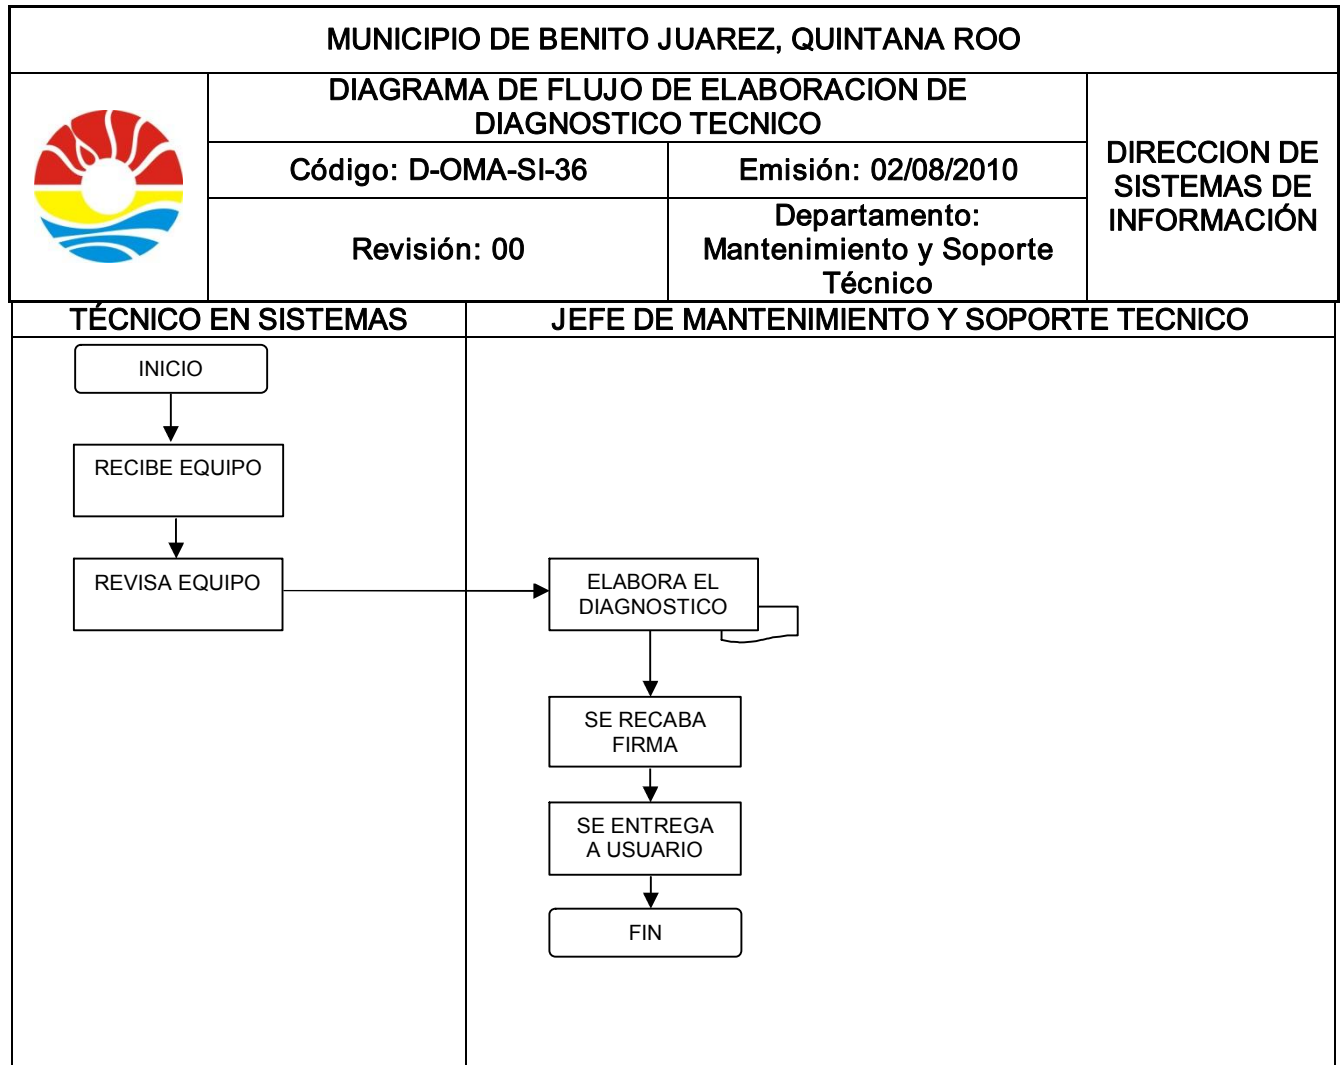 MUNICIPIO DE BENITO JUAREZ, QUINTANA ROO
DIAGRAMA DE FLUJO DE ELABORACION DE
DIAGNOSTICO TECNICO
Código: D-OMA-SI-36
Emisión: 02/08/2010
Revisión: 00
Departamento:
Mantenimiento y Soporte
Técnico
DIRECCION DE
SISTEMAS DE
INFORMACIÓN
TÉCNICO EN SISTEMAS
JEFE DE MANTENIMIENTO Y SOPORTE TECNICO
INICIO
RECIBE EQUIPO
REVISA EQUIPO
ELABORA EL
DIAGNOSTICO
SE RECABA
FIRMA
SE ENTREGA
A USUARIO
FIN